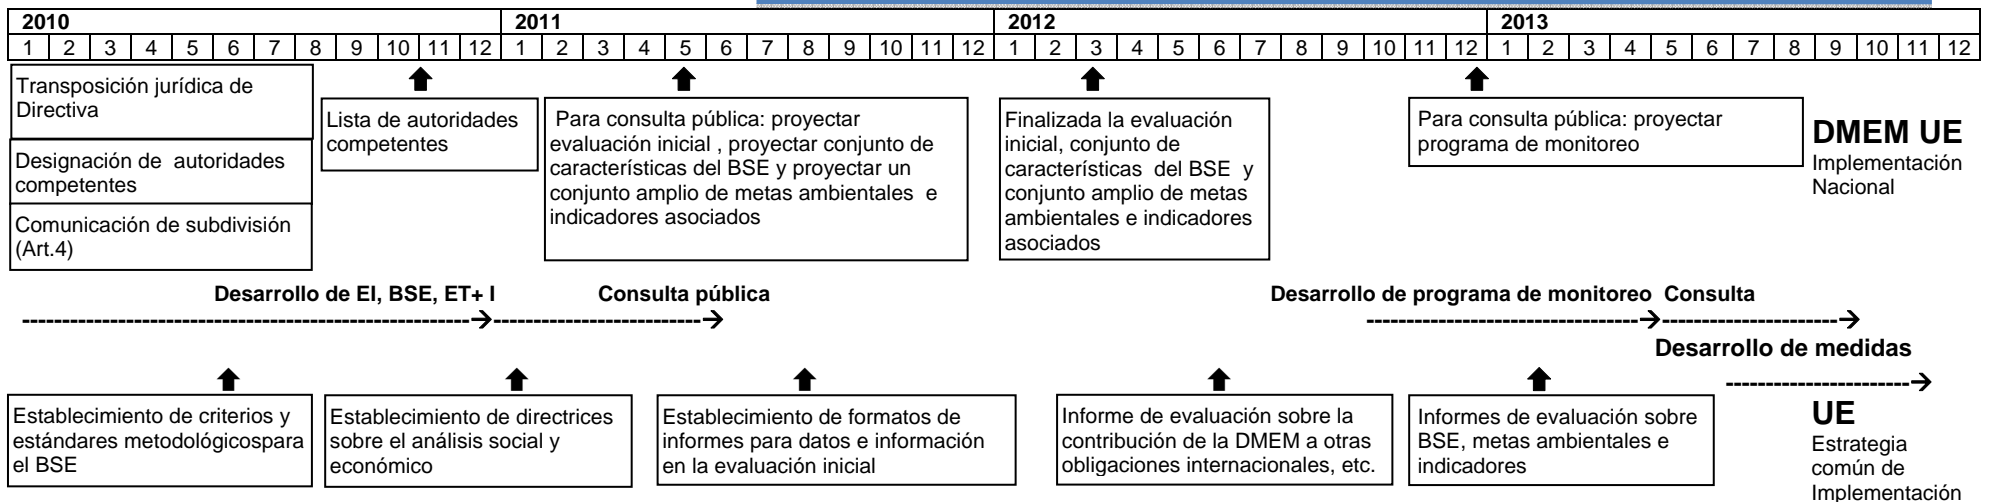 2010 2011 2012 2013
1 2 3 4 5 6 7 8 9 10 11 12 1 2 3 4 5 6 7 8 9 10 11 12 1 2 3 4 5 6 7 8 9 10 11 12 1 2 3 4 5 6 7 8 9 10 11 12
Transposición jurídica de
Directiva
Designación de autoridades
competentes
Comunicación de subdivisión
(Art.4)
Lista de autoridades
competentes
Para consulta pública: proyectar
evaluación inicial , proyectar conjunto de
características del BSE y proyectar un
conjunto amplio de metas ambientales e
indicadores asociados
Finalizada la evaluación
inicial, conjunto de
características del BSE y
conjunto amplio de metas
ambientales e indicadores
asociados
Para consulta pública: proyectar
programa de monitoreo
DMEM UE
Implementación
Nacional
Desarrollo de EI, BSE, ET+ I Consulta pública
Desarrollo de programa de monitoreo Consulta
Desarrollo de medidas
Establecimiento de criterios y
estándares metodológicospara
el BSE
Establecimiento de directrices
sobre el análisis social y
económico
Establecimiento de formatos de
informes para datos e información
en la evaluación inicial
Informe de evaluación sobre la
contribución de la DMEM a otras
obligaciones internacionales, etc.
Informes de evaluación sobre
BSE, metas ambientales e
indicadores
UE
Estrategia
común de
Implementación